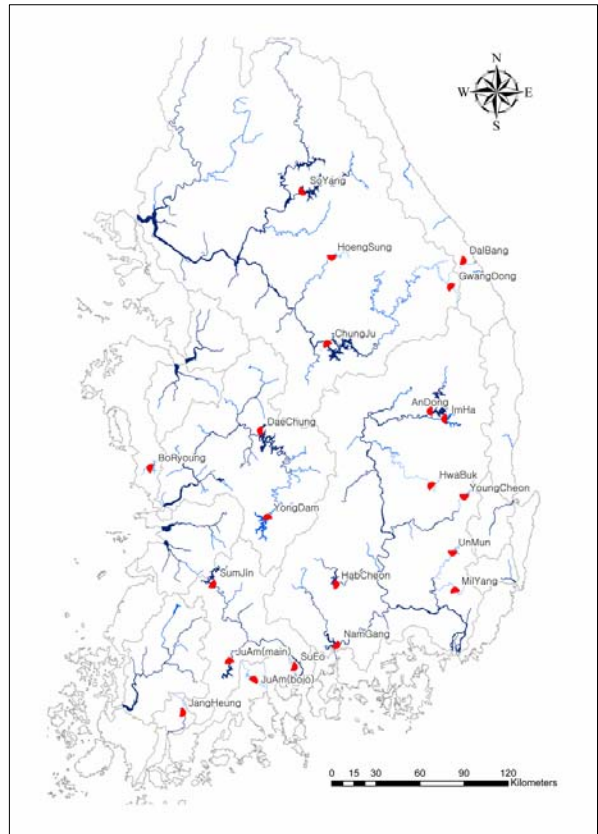 N
W E
S
SoYang
HoengSung
DalBang
GwangDong
ChungJu
AnDong
ImHa
DaeChung
BoRyoung
HwaBuk
YoungCheon
YongDam
UnMun
SumJin
HabCheon
MilYang
NamGang
JuAm(main)
SuEo
JuAm(bojo)
JangHeung
0 15 30 60 90 120
Kilometers